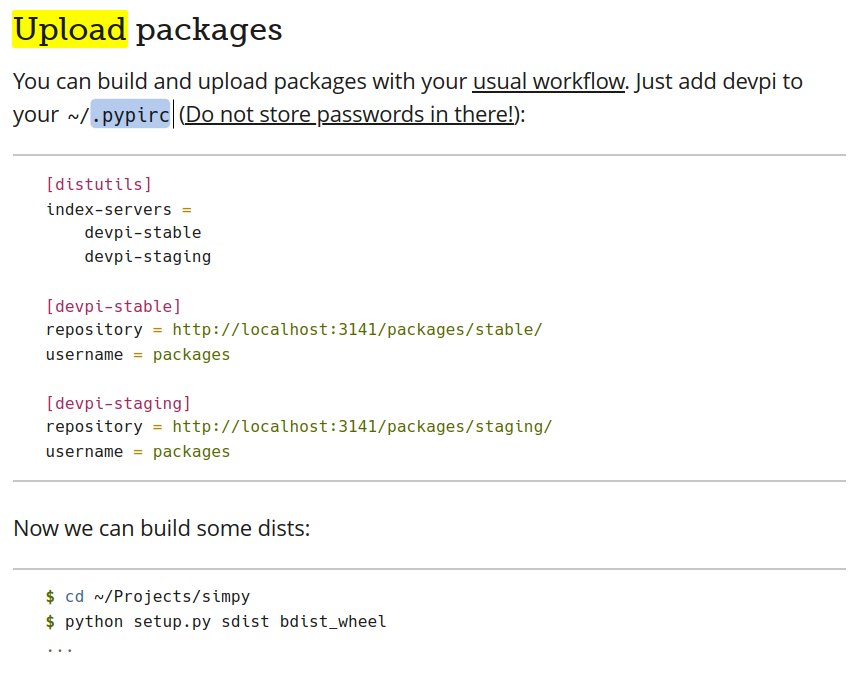 Upload packages
You can build and upload packages with your usual workflow. Just add devpi to
your ~/.pypirc (Do not store passwords in there!):
[distutils]
index-servers =
    devpi-stable
    devpi-staging
[devpi-stable]
repository = http://localhost:3141/packages/stable/
username = packages
[devpi-staging]
repository = http://localhost:3141/packages/staging/
username = packages
Now we can build some dists:
$ cd ~/Projects/simpy
$ python setup.py sdist bdist_wheel
...